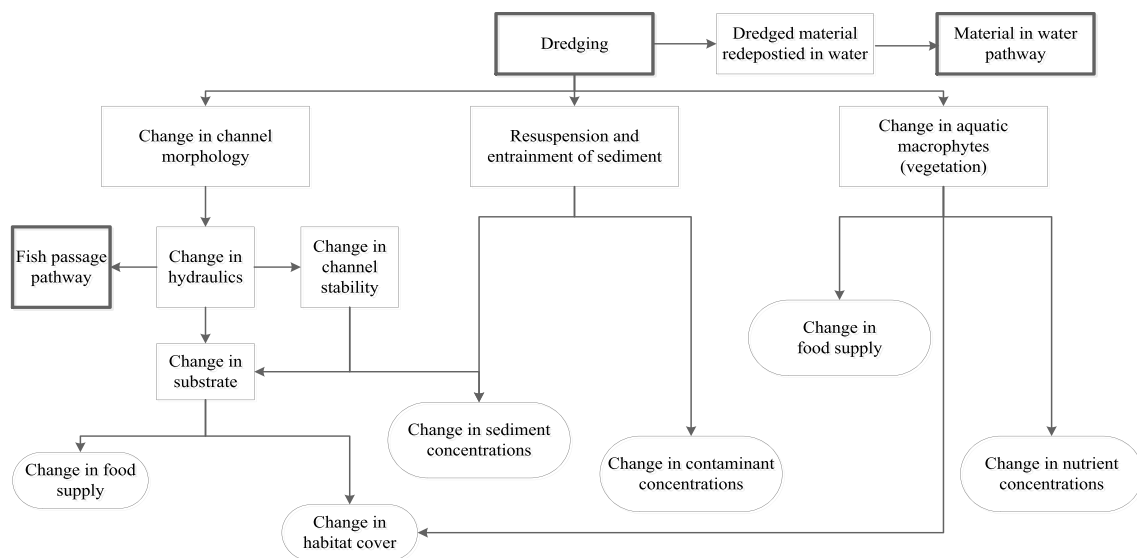 Dredging
Dredged material
redepostied in water
Material in water
pathway
Change in channel
morphology
Resuspension and
entrainment of sediment
Change in aquatic
macrophytes
(vegetation)
Fish passage
pathway
Change in
hydraulics
Change in
channel
stability
Change in
food supply
Change in
substrate
Change in sediment
concentrations
Change in food
supply
Change in contaminant
concentrations
Change in nutrient
concentrations
Change in
habitat cover